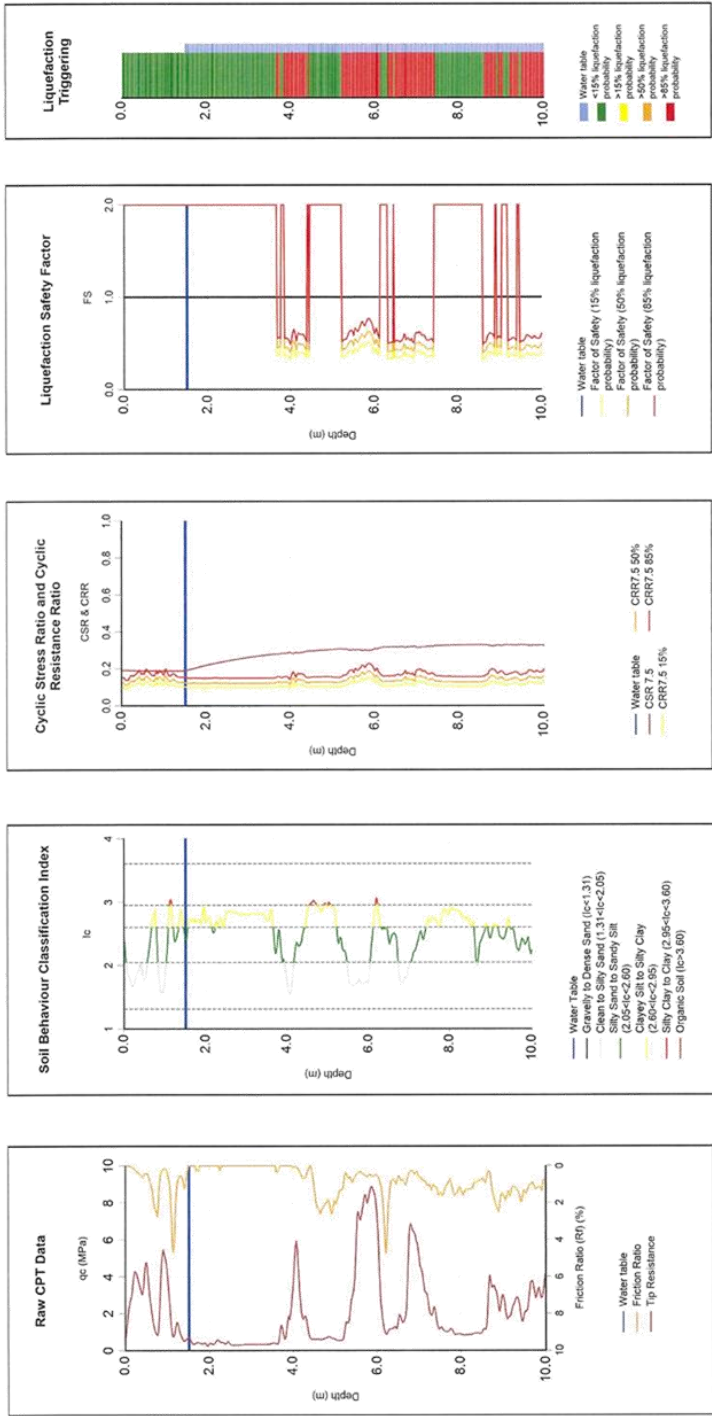 Raw CPT Data
qc (MPa)
0 2 4 6 8 10
0.0
2.0
4.0
6.0
8.0
10.0
Depth (m)
10 8 6 4 2 0
Friction Ratio (Rf) (%)
Water table
Friction Ratio
Tip Resistance
Soil Behaviour Classification Index
Ic
1 2 3 4
0.0
2.0
4.0
6.0
8.0
10.0
Depth (m)
Water Table
Gravelly to Dense Sand (Ic<1.31)
Clean to Silty Sand (1.31<Ic<2.05)
Silty Sand to Sandy Silt
(2.05<Ic<2.60)
Clayey Silt to Silty Clay
(2.60<Ic<2.95)
Silty Clay to Clay (2.95<Ic<3.60)
Organic Soil (Ic>3.60)
Cyclic Stress Ratio and Cyclic
Resistance Ratio
CSR & CRR
0.0 0.2 0.4 0.6 0.8 1.0
0.0
2.0
4.0
6.0
8.0
10.0
Depth (m)
Water table
CSR 7.5
CRR7.5 15%
CRR7.5 50%
CRR7.5 85%
Liquefaction Safety Factor
FS
0.0 1.0 2.0
0.0
2.0
4.0
6.0
8.0
10.0
Depth (m)
Water table
Factor of Safety (15% liquefaction
probability)
Factor of Safety (50% liquefaction
probability)
Factor of Safety (85% liquefaction
probability)
Liquefaction
Triggering
0.0
2.0
4.0
6.0
8.0
10.0
Water table
<15% liquefaction
probability
>15% liquefaction
probability
>50% liquefaction
probability
>85% liquefaction
probability